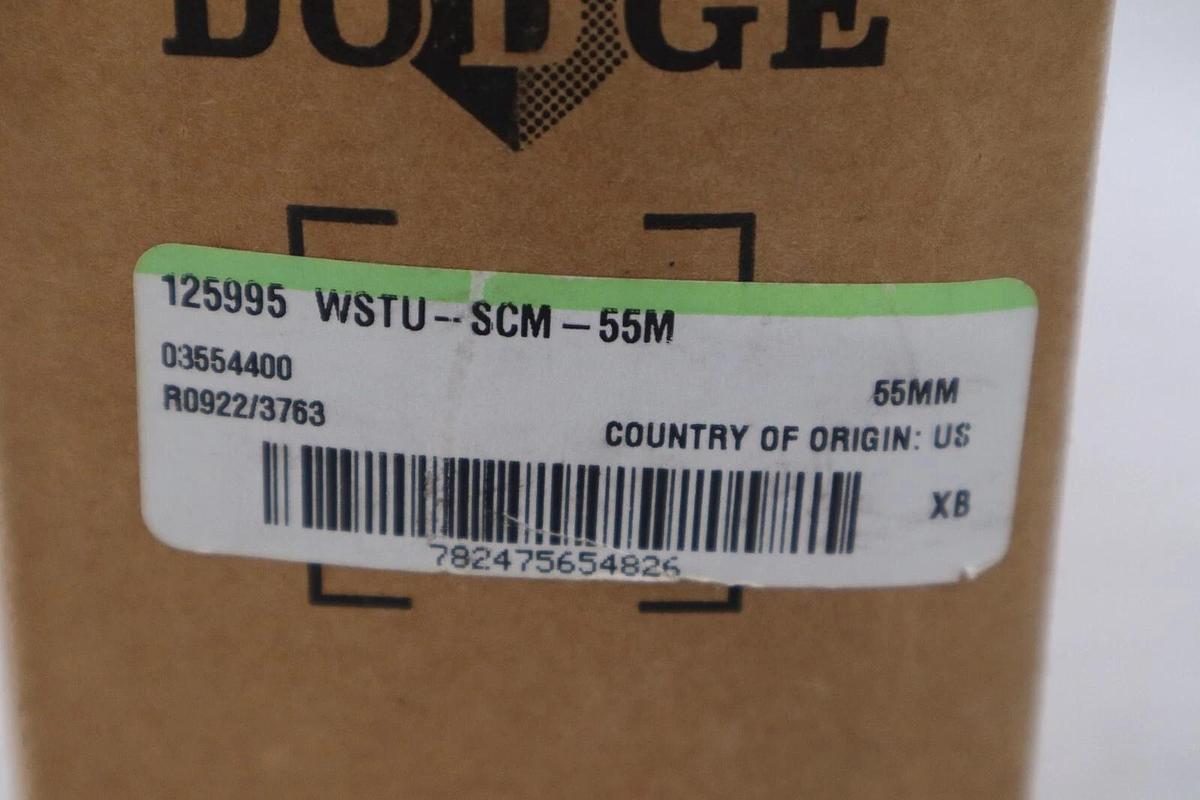 DODGE
125995 WSTU-SCM-55M
03554400
55MM
R0922/3763
COUNTRY OF ORIGIN: US
XB
782475654826